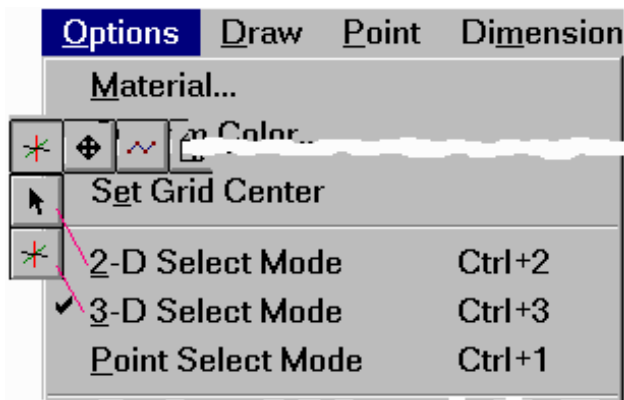 Options Draw Point Dimension
Material...
Color...
Set Grid Center
2-D Select Mode Ctrl+2
3-D Select Mode Ctrl+3
Point Select Mode Ctrl+1